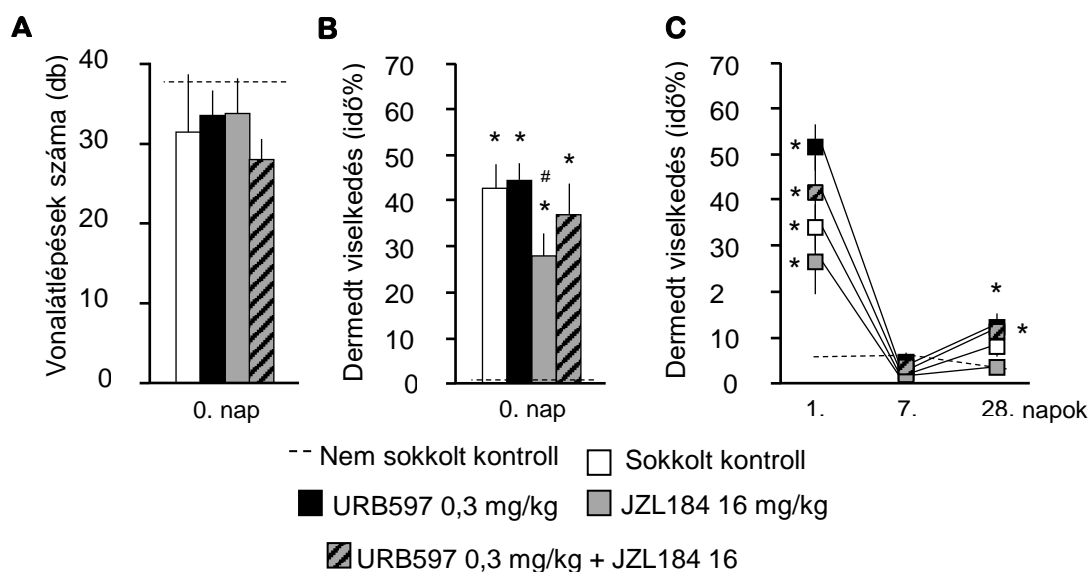 A
Vonalátlépések száma (db)
40
30
20
30
0
0. nap
B
Dermedt viselkedés (idő%)
70
60
50
40
30
20
10
0
* * # * *
0. nap
C
Dermedt viselkedés (idő%)
70
60
50
40
30
2
10
0
*
*
*
*
*
*
1. 7. 28. napok
Nem sokkolt kontroll
Sokkolt kontroll
URB597 0,3 mg/kg
JZL184 16 mg/kg
URB597 0,3 mg/kg + JZL184 16